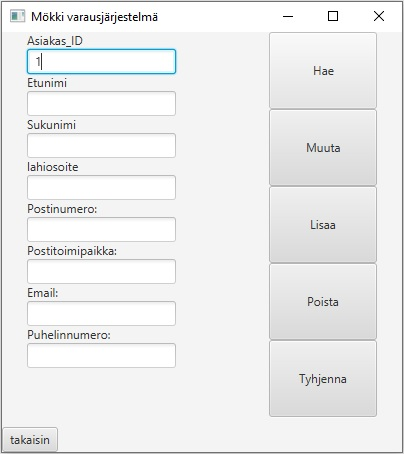 Mökki varausjärjestelmä
Asiakas_ID
1
Etunimi
Sukunimi
lahiosoite
Postinumero:
Postitoimipaikka:
Email:
Puhelinnumero:
Hae
Muuta
Lisaa
Poista
Tyhjenna
takaisin